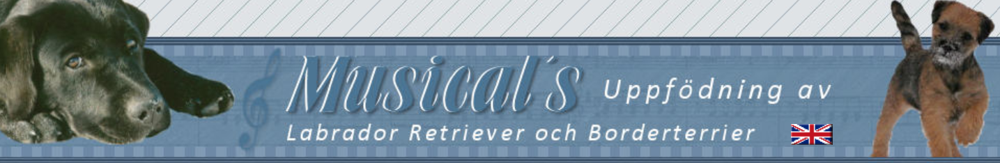 Musical´s Uppfödning av
Labrador Retriever och Borderterrier